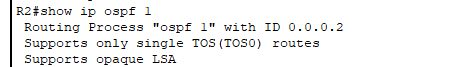 R2#show ip ospf 1
Routing Process "ospf 1" with ID 0.0.0.2
Supports only single TOS(TOS0) routes
Supports opaque LSA